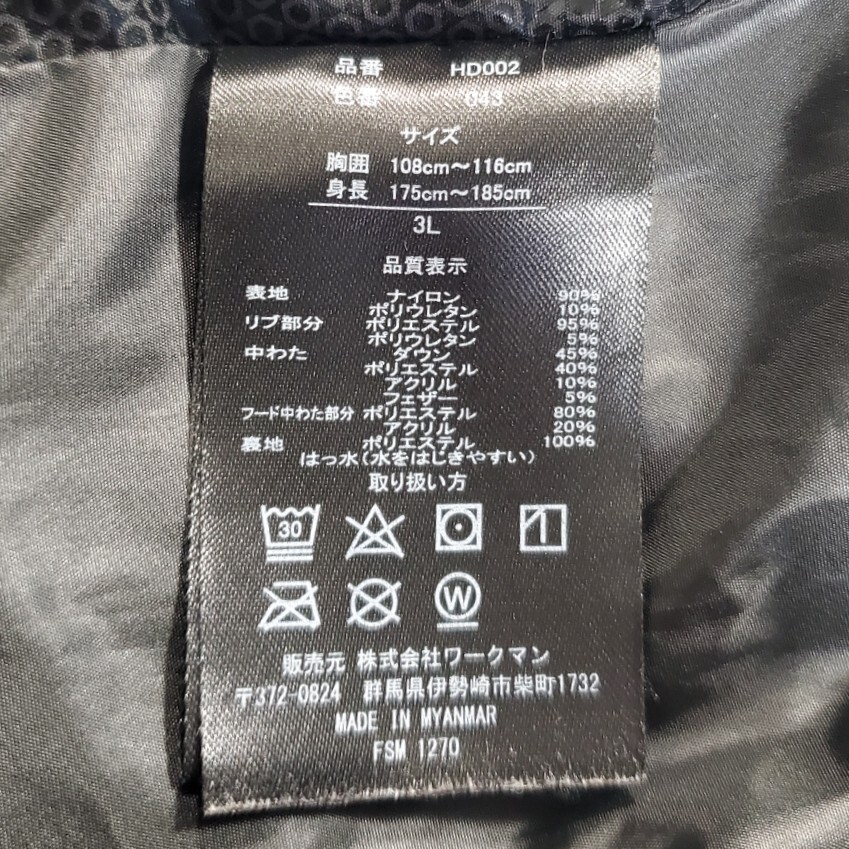 品番 HD002
色番 043
サイズ
胸囲 108cm～116cm
身長 175cm～185cm
3L
品質表示
表地 ナイロン 90%
ポリウレタン 10%
リブ部分 ポリエステル 95%
ポリウレタン 5%
中わた ダウン 45%
ポリエステル 40%
アクリル 10%
フェザー 5%
フード中わた部分 ポリエステル 80%
アクリル 20%
裏地 ポリエステル 100%
はっ水(水をはじきやすい)
取り扱い方
30
W
販売元 株式会社ワークマン
〒372-0824 群馬県伊勢崎市柴町1732
MADE IN MYANMAR
FSM 1270